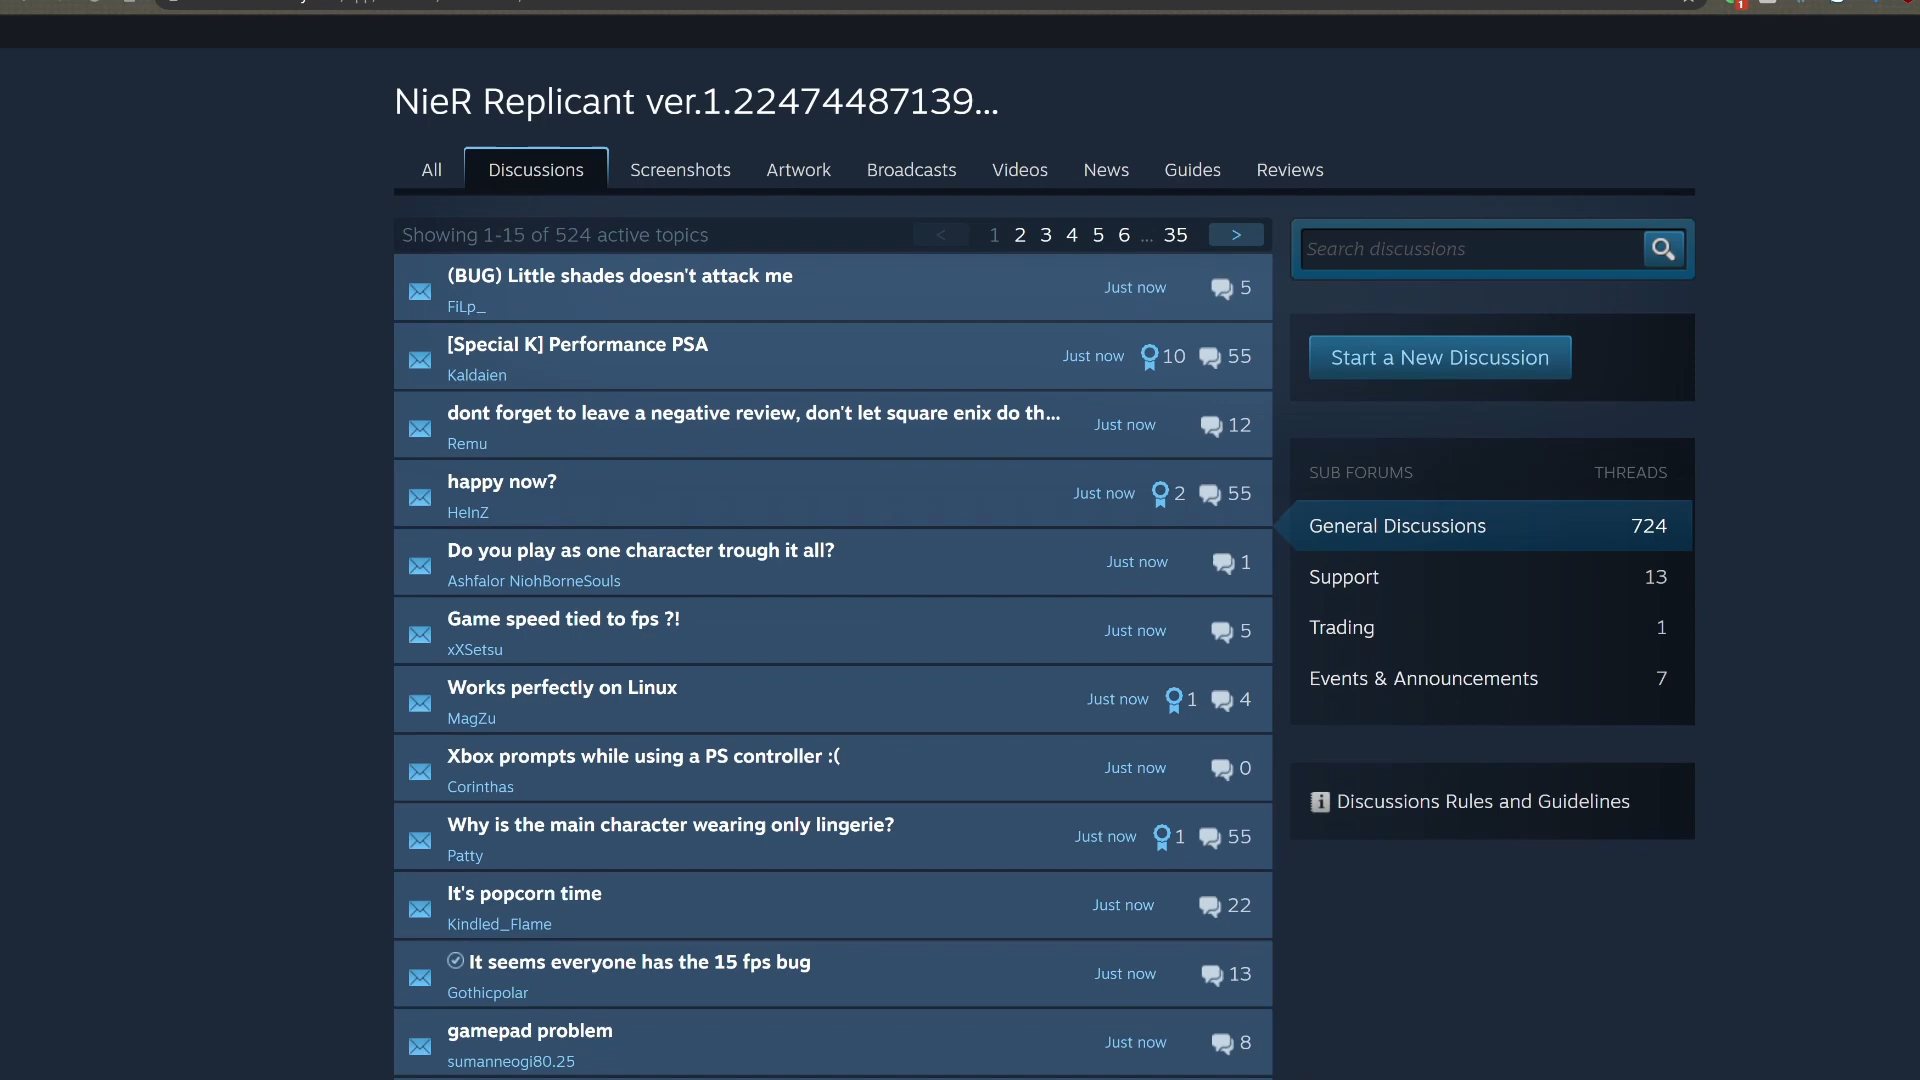 1
NieR Replicant ver.1.22474487139...
All Discussions Screenshots Artwork Broadcasts Videos News Guides Reviews
Showing 1-15 of 524 active topics < 1 2 3 4 5 6 ... 35 >
(BUG) Little shades doesn't attack me
Just now 5
FiLp_
[Special K] Performance PSA
Just now 10 55
Kaldaien
dont forget to leave a negative review, don't let square enix do th...
Just now 12
Remu
happy now?
Just now 2 55
HeInZ
Do you play as one character trough it all?
Just now 1
Ashfalor NiohBorneSouls
Game speed tied to fps ?!
Just now 5
xXSetsu
Works perfectly on Linux
Just now 1 4
MagZu
Xbox prompts while using a PS controller :(
Just now 0
Corinthas
Why is the main character wearing only lingerie?
Just now 1 55
Patty
It's popcorn time
Just now 22
Kindled_Flame
It seems everyone has the 15 fps bug
Just now 13
Gothicpolar
gamepad problem
Just now 8
sumanneogi80.25
Search discussions
Start a New Discussion
SUB FORUMS THREADS
General Discussions 724
Support 13
Trading 1
Events & Announcements 7
Discussions Rules and Guidelines